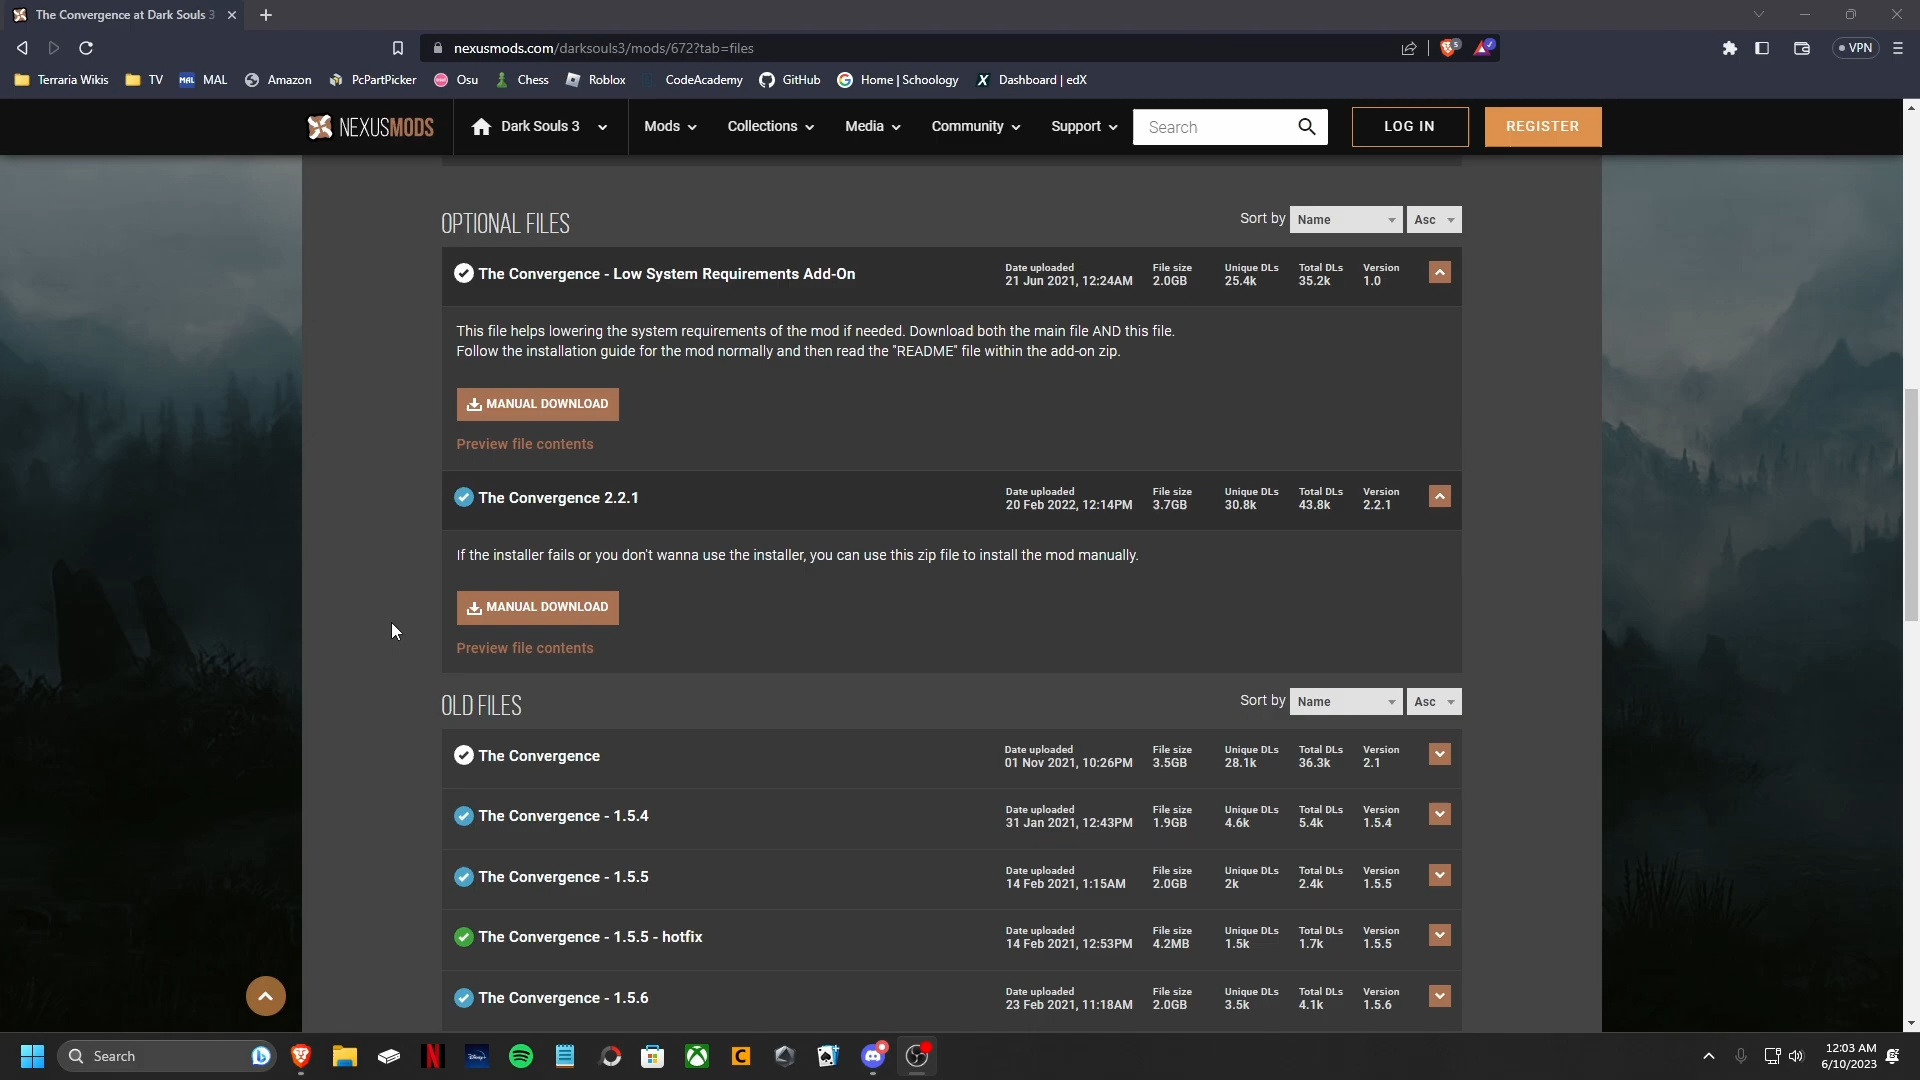 The Convergence at Dark Souls 3
nexusmods.com/darksouls3/mods/672?tab=files
VPN
Terraria Wikis
TV
MAL MAL
Amazon
PcPartPicker
Osu
Chess
Roblox
CodeAcademy
GitHub
Home | Schoology
Dashboard | edX
NEXUSMODS
Dark Souls 3
Mods
Collections
Media
Community
Support
Search
LOG IN
REGISTER
OPTIONAL FILES
Sort by Name Asc
The Convergence - Low System Requirements Add-On
Date uploaded File size Unique DLs Total DLs Version
21 Jun 2021, 12:24AM 2.0GB 25.4k 35.2k 1.0
This file helps lowering the system requirements of the mod if needed. Download both the main file AND this file.
Follow the installation guide for the mod normally and then read the "README" file within the add-on zip.
MANUAL DOWNLOAD
Preview file contents
The Convergence 2.2.1
Date uploaded File size Unique DLs Total DLs Version
20 Feb 2022, 12:14PM 3.7GB 30.8k 43.8k 2.2.1
If the installer fails or you don't wanna use the installer, you can use this zip file to install the mod manually.
MANUAL DOWNLOAD
Preview file contents
OLD FILES
Sort by Name Asc
The Convergence
Date uploaded File size Unique DLs Total DLs Version
01 Nov 2021, 10:26PM 3.5GB 28.1k 36.3k 2.1
The Convergence - 1.5.4
Date uploaded File size Unique DLs Total DLs Version
31 Jan 2021, 12:43PM 1.9GB 4.6k 5.4k 1.5.4
The Convergence - 1.5.5
Date uploaded File size Unique DLs Total DLs Version
14 Feb 2021, 1:15AM 2.0GB 2k 2.4k 1.5.5
The Convergence - 1.5.5 - hotfix
Date uploaded File size Unique DLs Total DLs Version
14 Feb 2021, 12:53PM 4.2MB 1.5k 1.7k 1.5.5
The Convergence - 1.5.6
Date uploaded File size Unique DLs Total DLs Version
23 Feb 2021, 11:18AM 2.0GB 3.5k 4.1k 1.5.6
Search
12:03 AM
6/10/2023